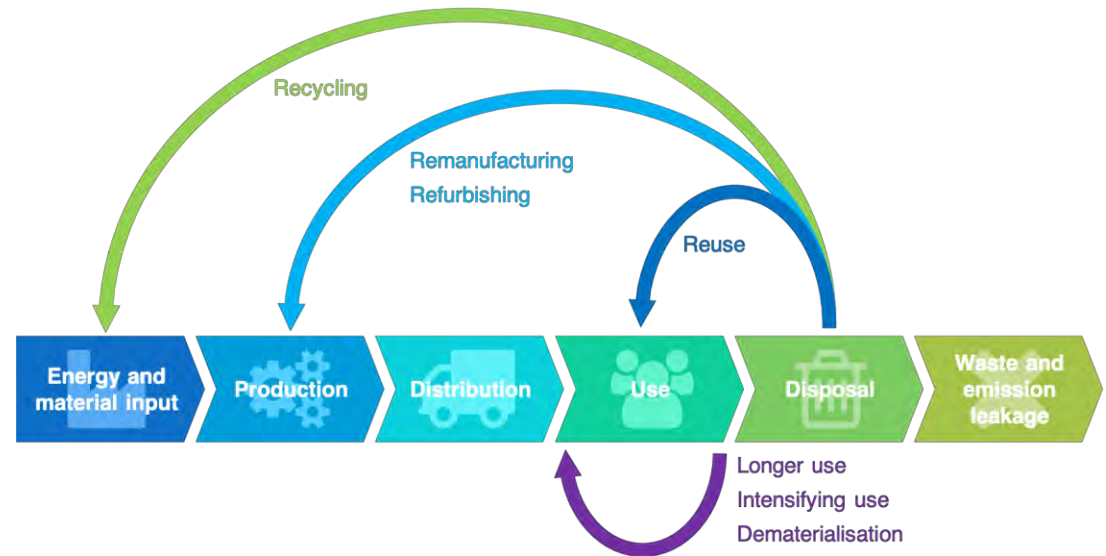 Recycling
Remanufacturing
Refurbishing
Reuse
Energy and
material input
Production
Distribution
Use
Disposal
Waste and
emission
leakage
Longer use
Intensifying use
Dematerialisation